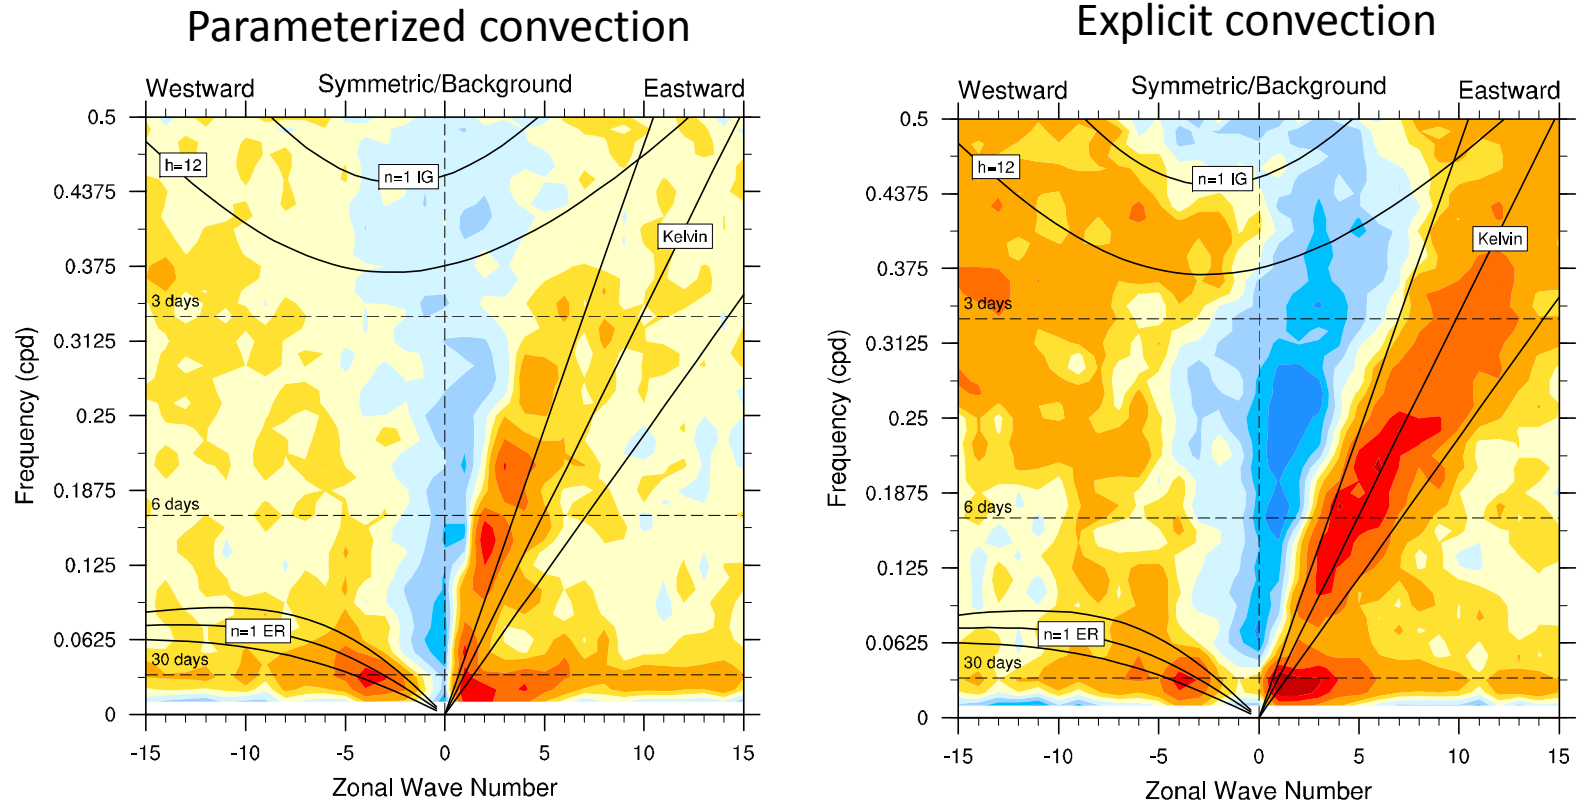 Parameterized convection
Westward Symmetric/Background Eastward
0.5
0.4375
0.375
0.3125
0.25
0.1875
0.125
0.0625
0
Frequency (cpd)
h=12
n=1 IG
Kelvin
3 days
6 days
n=1 ER
30 days
-15 -10 -5 0 5 10 15
Zonal Wave Number
Explicit convection
Westward Symmetric/Background Eastward
0.5
0.4375
0.375
0.3125
0.25
0.1875
0.125
0.0625
0
Frequency (cpd)
h=12
n=1 IG
Kelvin
3 days
6 days
n=1 ER
30 days
-15 -10 -5 0 5 10 15
Zonal Wave Number